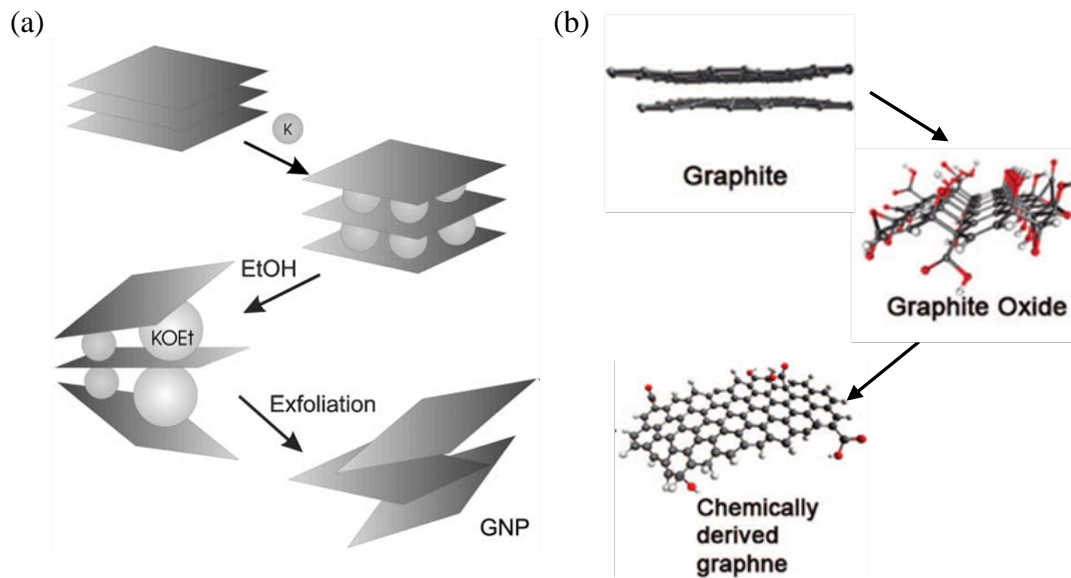 (a)
K
EtOH
KOEt
Exfoliation
GNP
(b)
Graphite
Graphite Oxide
Chemically
derived
graphne